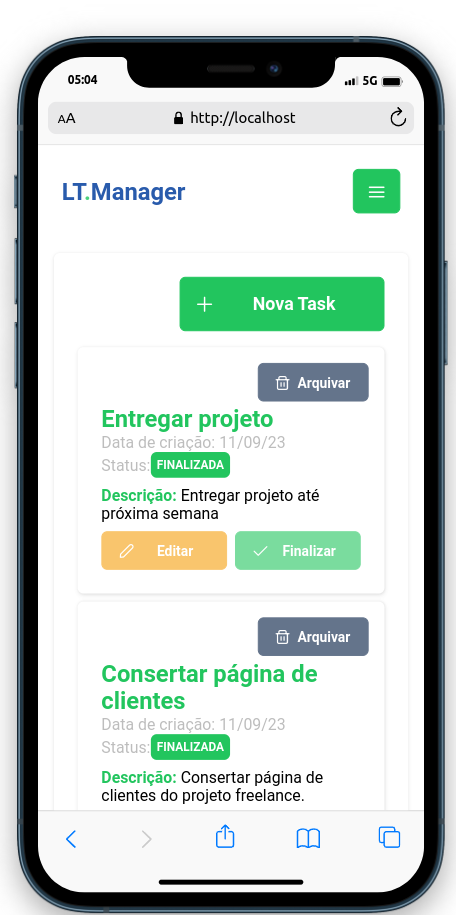 05:04
5G
AA
http://localhost
LT.Manager
Nova Task
Arquivar
Entregar projeto
Data de criação: 11/09/23
Status: FINALIZADA
Descrição: Entregar projeto até
próxima semana
Editar
Finalizar
Arquivar
Consertar página de
clientes
Data de criação: 11/09/23
Status: FINALIZADA
Descrição: Consertar página de
clientes do projeto freelance.